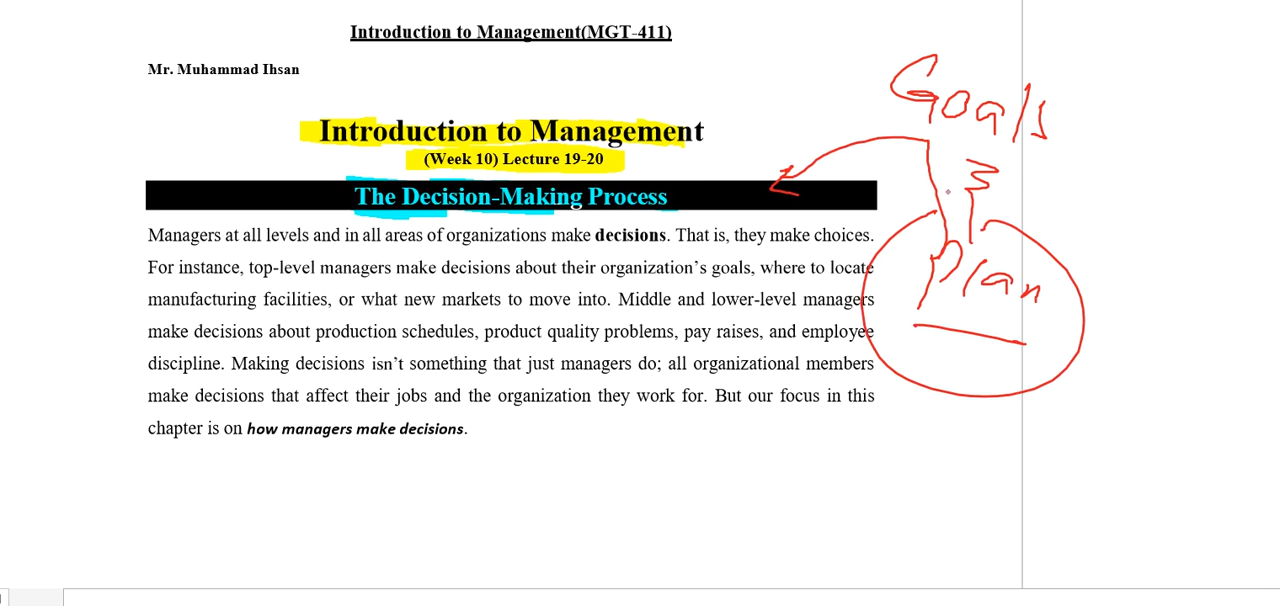 Introduction to Management(MGT-411)
Mr. Muhammad Ihsan
Introduction to Management
(Week 10) Lecture 19-20
The Decision-Making Process
Managers at all levels and in all areas of organizations make decisions. That is, they make choices.
For instance, top-level managers make decisions about their organization’s goals, where to locate
manufacturing facilities, or what new markets to move into. Middle and lower-level managers
make decisions about production schedules, product quality problems, pay raises, and employee
discipline. Making decisions isn’t something that just managers do; all organizational members
make decisions that affect their jobs and the organization they work for. But our focus in this
chapter is on how managers make decisions.
Goals
Plan